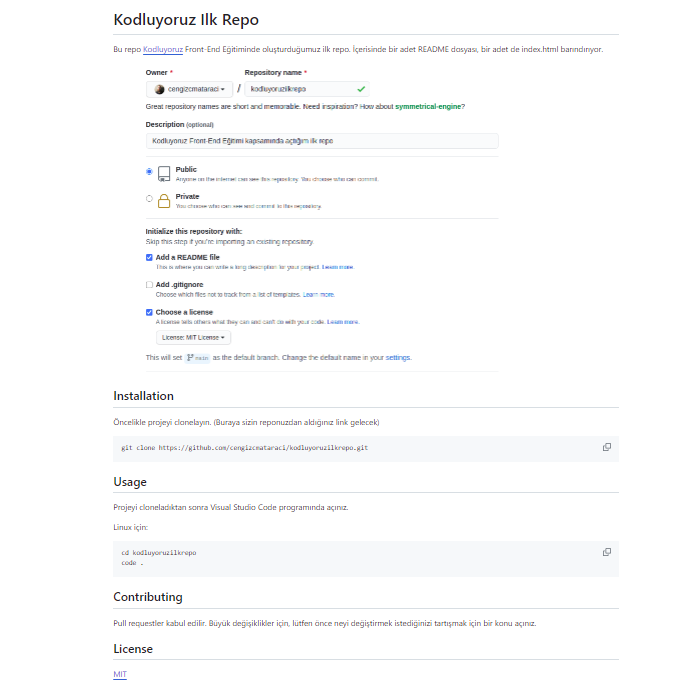 Kodluyoruz Ilk Repo
Bu repo Kodluyoruz Front-End Eğitiminde oluşturduğumuz ilk repo. İçerisinde bir adet README dosyası, bir adet de index.html barındırıyor.
Owner * Repository name *
cengizcmataraci / kodluyoruzilkrepo
Great repository names are short and memorable. Need inspiration? How about symmetrical-engine?
Description (optional)
Kodluyoruz Front-End Eğitimi kapsamında açtığım ilk repo
Public
Anyone on the internet can see this repository. You choose who can commit.
Private
You choose who can see and commit to this repository.
Initialize this repository with:
Skip this step if you're importing an existing repository.
Add a README file
This is where you can write a long description for your project. Learn more.
Add .gitignore
Choose which files not to track from a list of templates. Learn more.
Choose a license
A license tells others what they can and can't do with your code. Learn more.
License: MIT License
This will set main as the default branch. Change the default name in your settings.
Installation
Öncelikle projeyi clonelayın. (Buraya sizin reponuzdan aldığınız link gelecek)
git clone https://github.com/cengizcmataraci/kodluyoruzilkrepo.git
Usage
Projeyi cloneladıktan sonra Visual Studio Code programında açınız.
Linux için:
cd kodluyoruzilkrepo
code .
Contributing
Pull requestler kabul edilir. Büyük değişiklikler için, lütfen önce neyi değiştirmek istediğinizi tartışmak için bir konu açınız.
License
MIT